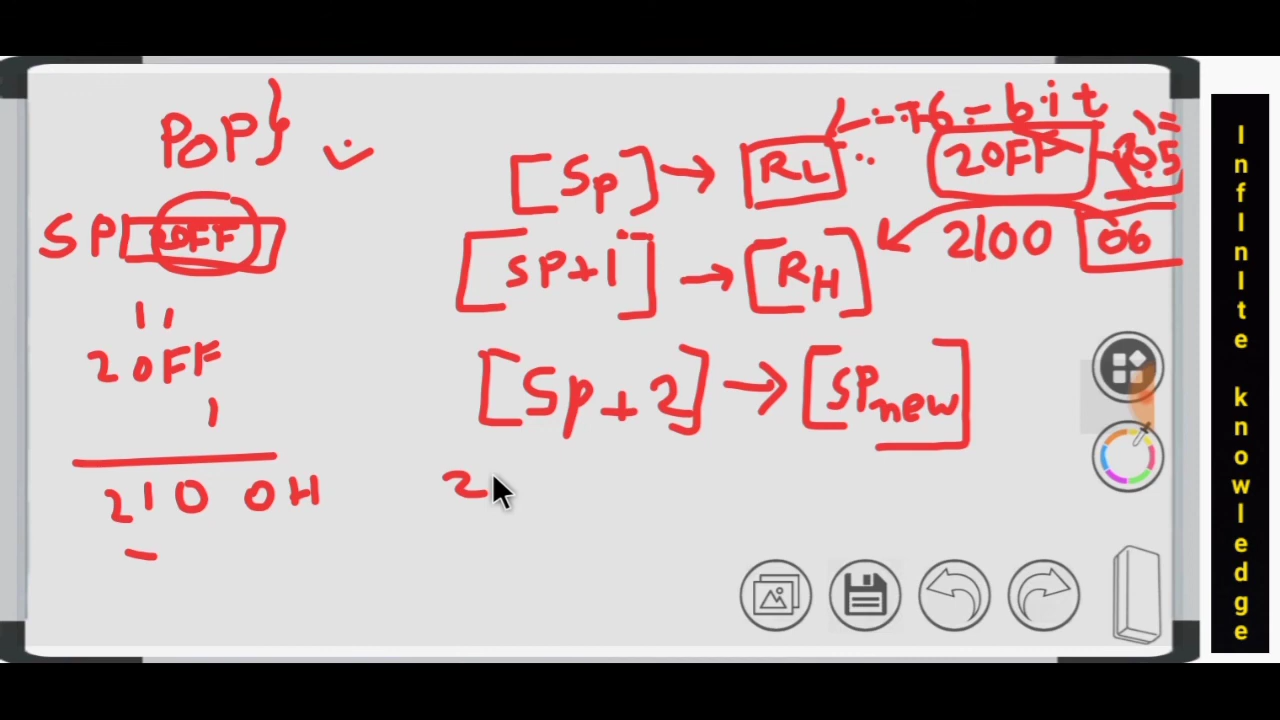 POP}
SP 20FF
20FF
1
2100H
[SP] → [RL]
[SP+1] → [RH]
[SP+2] → [SPnew]
2
16-bit
20FF 05
2100 06
InfInIte knowledge